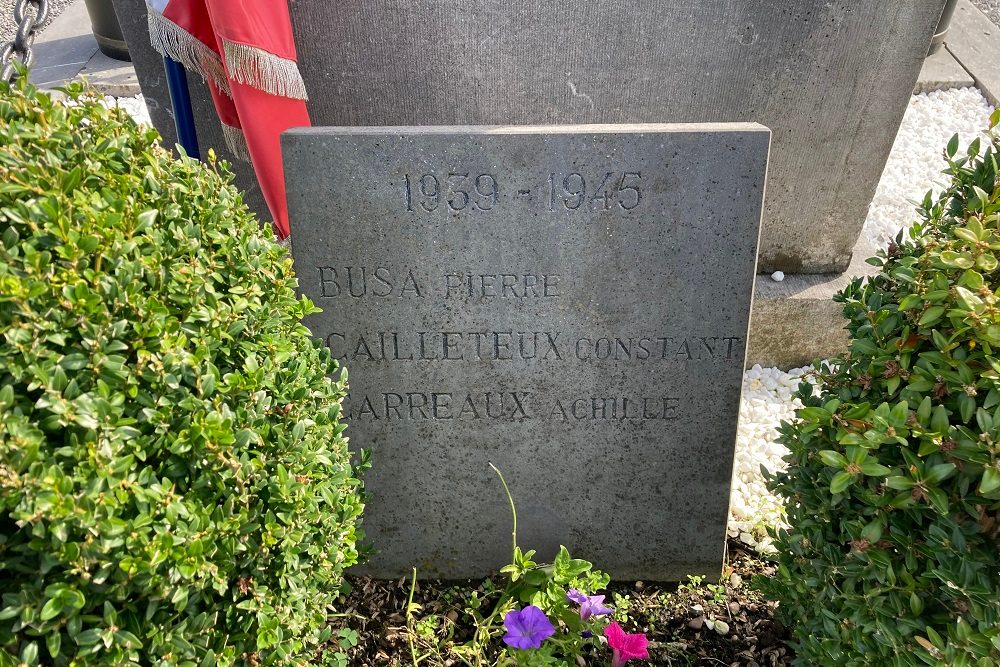 1939 - 1945
BUSA PIERRE
CAILLETEUX CONSTANT
CARREAUX ACHILLE